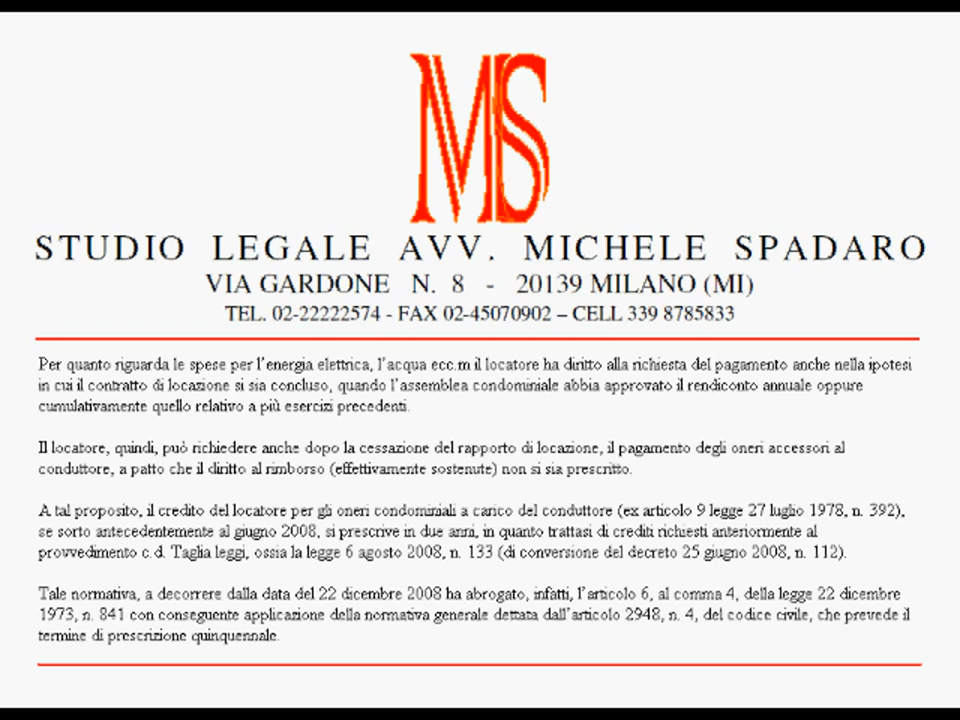 MS
STUDIO LEGALE AVV. MICHELE SPADARO
VIA GARDONE N. 8 - 20139 MILANO (MI)
TEL. 02-22222574 - FAX 02-45070902 – CELL 339 8785833
Per quanto riguarda le spese per l'energia elettrica, l'acqua ecc.m il locatore ha diritto alla richiesta del pagamento anche nella ipotesi
in cui il contratto di locazione si sia concluso, quando l'assemblea condominiale abbia approvato il rendiconto annuale oppure
cumulativamente quello relativo a più esercizi precedenti.
Il locatore, quindi, può richiedere anche dopo la cessazione del rapporto di locazione, il pagamento degli oneri accessori al
conduttore, a patto che il diritto al rimborso (effettivamente sostenute) non si sia prescritto.
A tal proposito, il credito del locatore per gli oneri condominiali a carico del conduttore (ex articolo 9 legge 27 luglio 1978, n. 392),
se sorto antecedentemente al giugno 2008, si prescrive in due anni, in quanto trattasi di crediti richiesti anteriormente al
provvedimento c.d. Taglia leggi, ossia la legge 6 agosto 2008, n. 133 (di conversione del decreto 25 giugno 2008, n. 112).
Tale normativa, a decorrere dalla data del 22 dicembre 2008 ha abrogato, infatti, l'articolo 6, al comma 4, della legge 22 dicembre
1973, n. 841 con conseguente applicazione della normativa generale dettata dall'articolo 2948, n. 4, del codice civile, che prevede il
termine di prescrizione quinquennale.